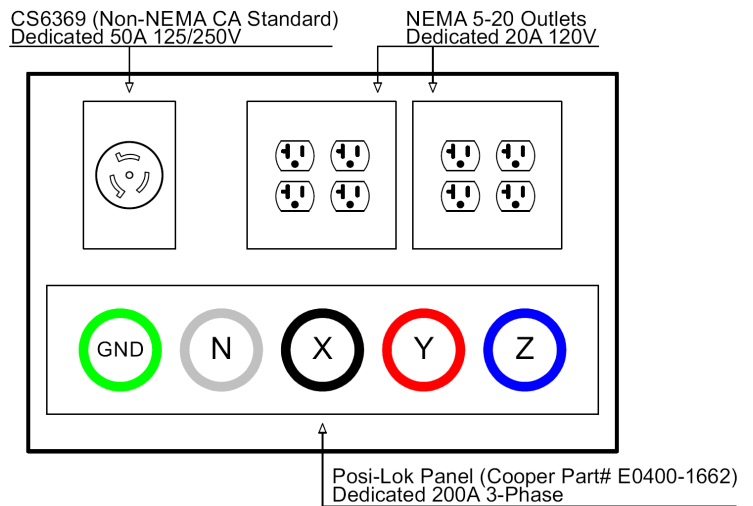 CS6369 (Non-NEMA CA Standard)
Dedicated 50A 125/250V
NEMA 5-20 Outlets
Dedicated 20A 120V
GND
N
X
Y
Z
Posi-Lok Panel (Cooper Part# E0400-1662)
Dedicated 200A 3-Phase